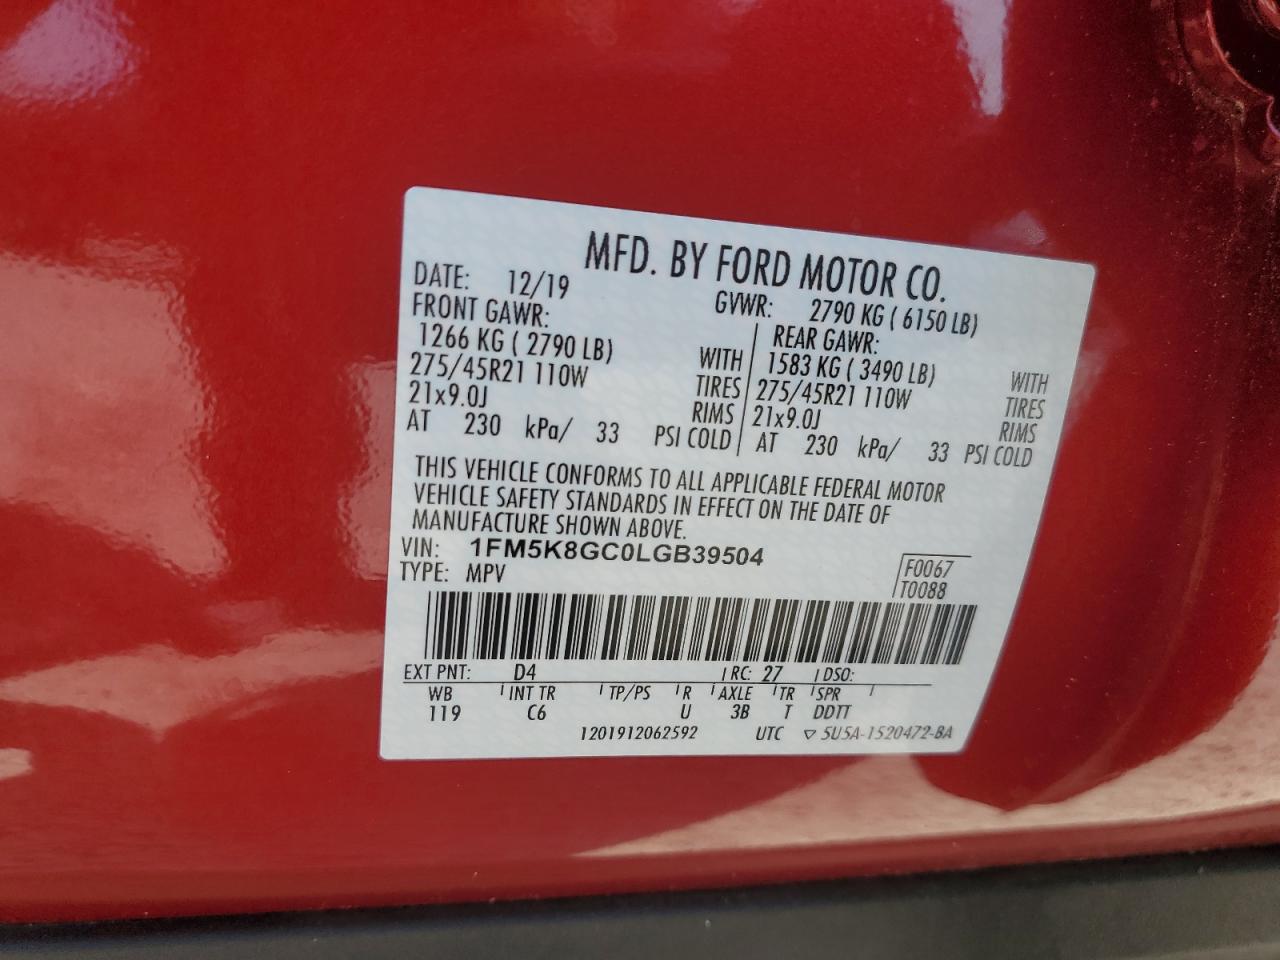 MFD. BY FORD MOTOR CO.
DATE: 12/19 GVWR: 2790 KG ( 6150 LB)
FRONT GAWR: REAR GAWR:
1266 KG ( 2790 LB) WITH 1583 KG ( 3490 LB) WITH
275/45R21 110W TIRES 275/45R21 110W TIRES
21x9.0J RIMS 21x9.0J RIMS
AT 230 kPa/ 33 PSI COLD AT 230 kPa/ 33 PSI COLD
THIS VEHICLE CONFORMS TO ALL APPLICABLE FEDERAL MOTOR
VEHICLE SAFETY STANDARDS IN EFFECT ON THE DATE OF
MANUFACTURE SHOWN ABOVE.
VIN: 1FM5K8GC0LGB39504
TYPE: MPV
F0067
T0088
EXT PNT: D4 RC: 27 DSO:
WB INT TR TP/PS R AXLE TR SPR
119 C6 U 3B T DDTT
1201912062592 UTC ▽ 5U5A-1520472-BA